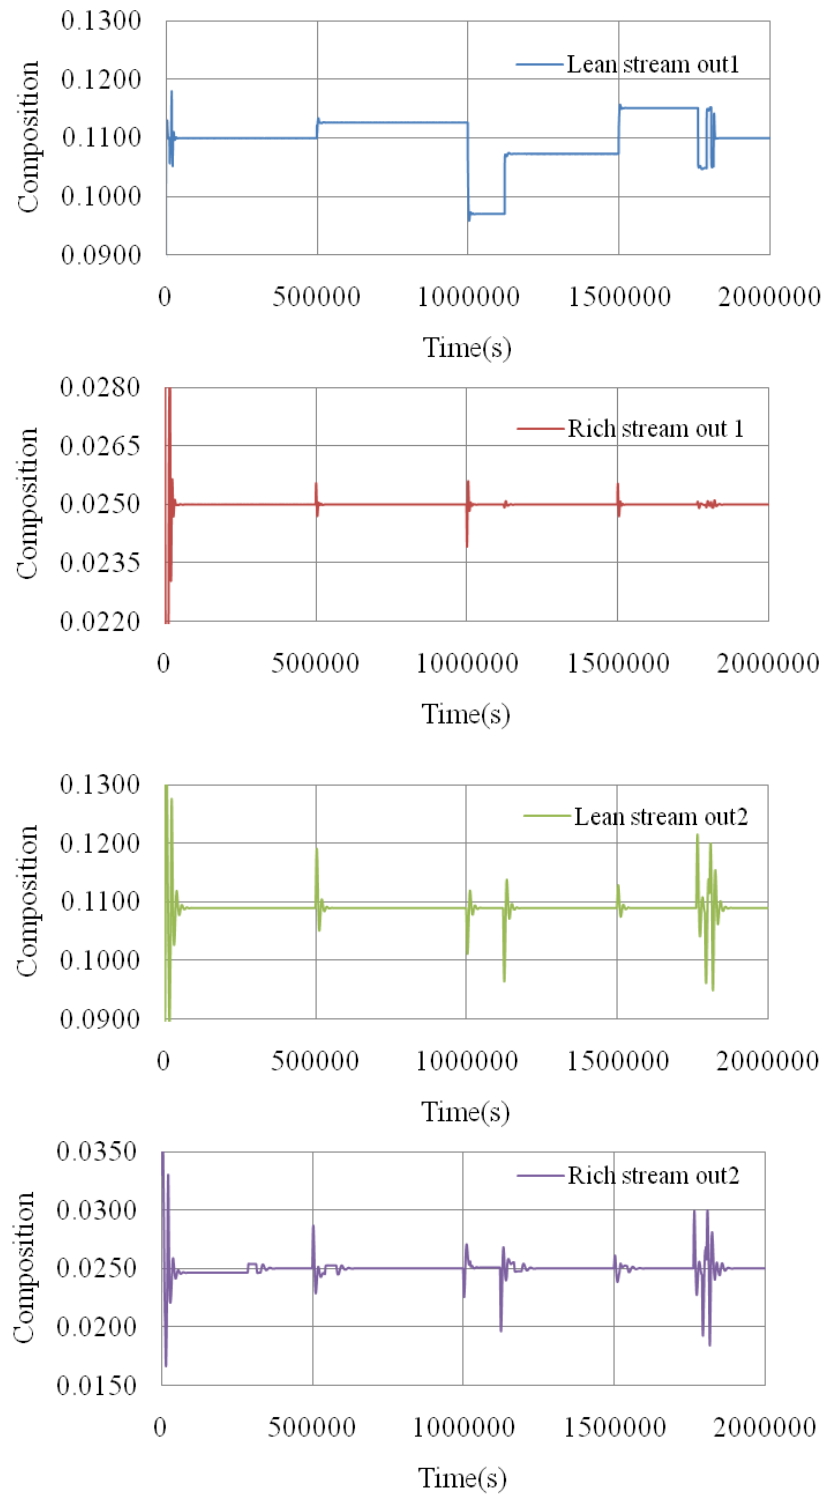 0.1300
Lean stream out1
0.1200
0.1100
0.1000
0.0900
Composition
0 500000 1000000 1500000 2000000
Time(s)
0.0280
Rich stream out 1
0.0265
0.0250
0.0235
0.0220
Composition
0 500000 1000000 1500000 2000000
Time(s)
0.1300
Lean stream out2
0.1200
0.1100
0.1000
0.0900
Composition
0 500000 1000000 1500000 2000000
Time(s)
0.0350
Rich stream out2
0.0300
0.0250
0.0200
0.0150
Composition
0 500000 1000000 1500000 2000000
Time(s)